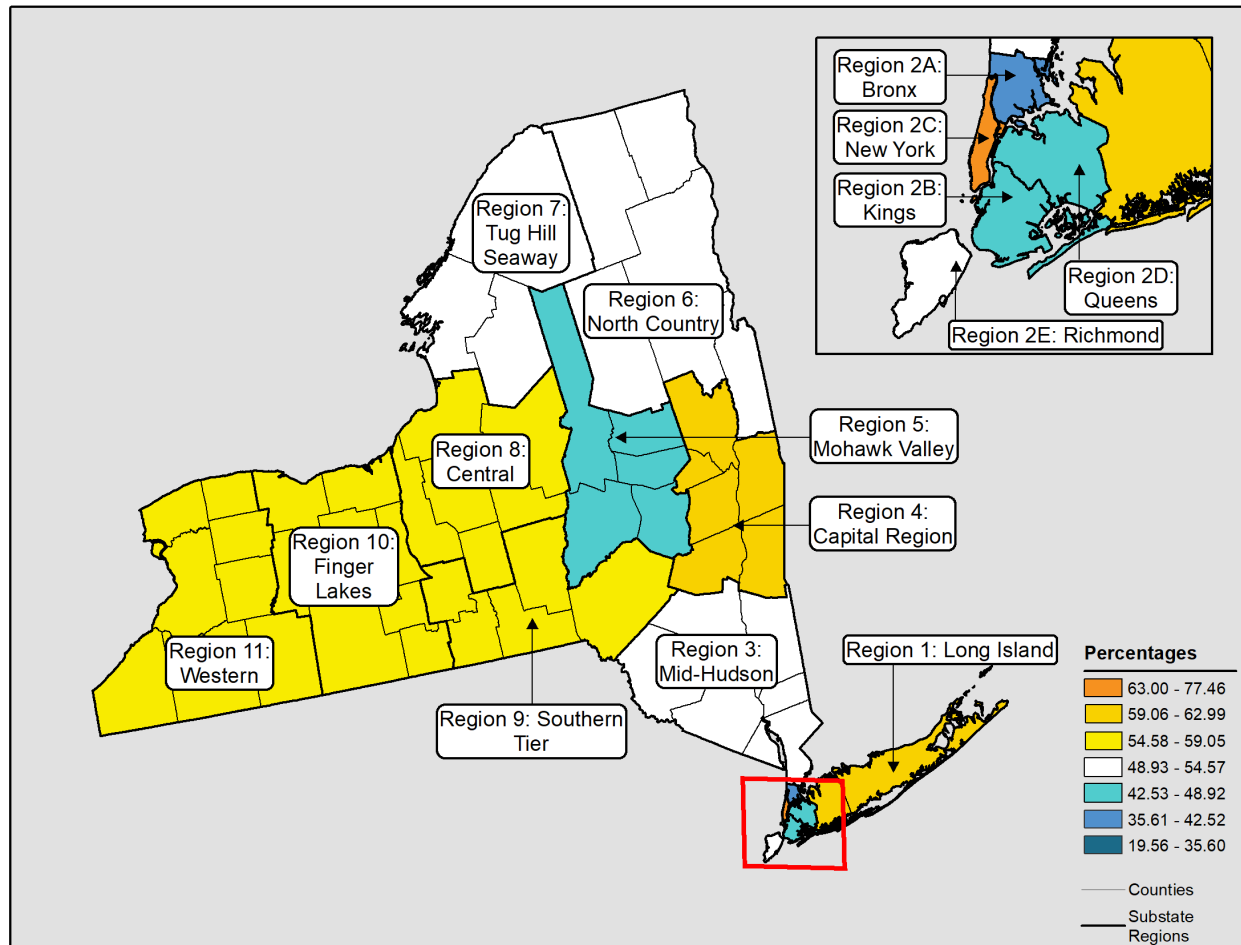 Region 2A:
Bronx
Region 2C:
New York
Region 2B:
Kings
Region 2D:
Queens
Region 2E: Richmond
Region 7:
Tug Hill
Seaway
Region 6:
North Country
Region 5:
Mohawk Valley
Region 8:
Central
Region 4:
Capital Region
Region 10:
Finger
Lakes
Region 11:
Western
Region 3:
Mid-Hudson
Region 1: Long Island
Region 9: Southern
Tier
Percentages
63.00 - 77.46
59.06 - 62.99
54.58 - 59.05
48.93 - 54.57
42.53 - 48.92
35.61 - 42.52
19.56 - 35.60
Counties
Substate
Regions